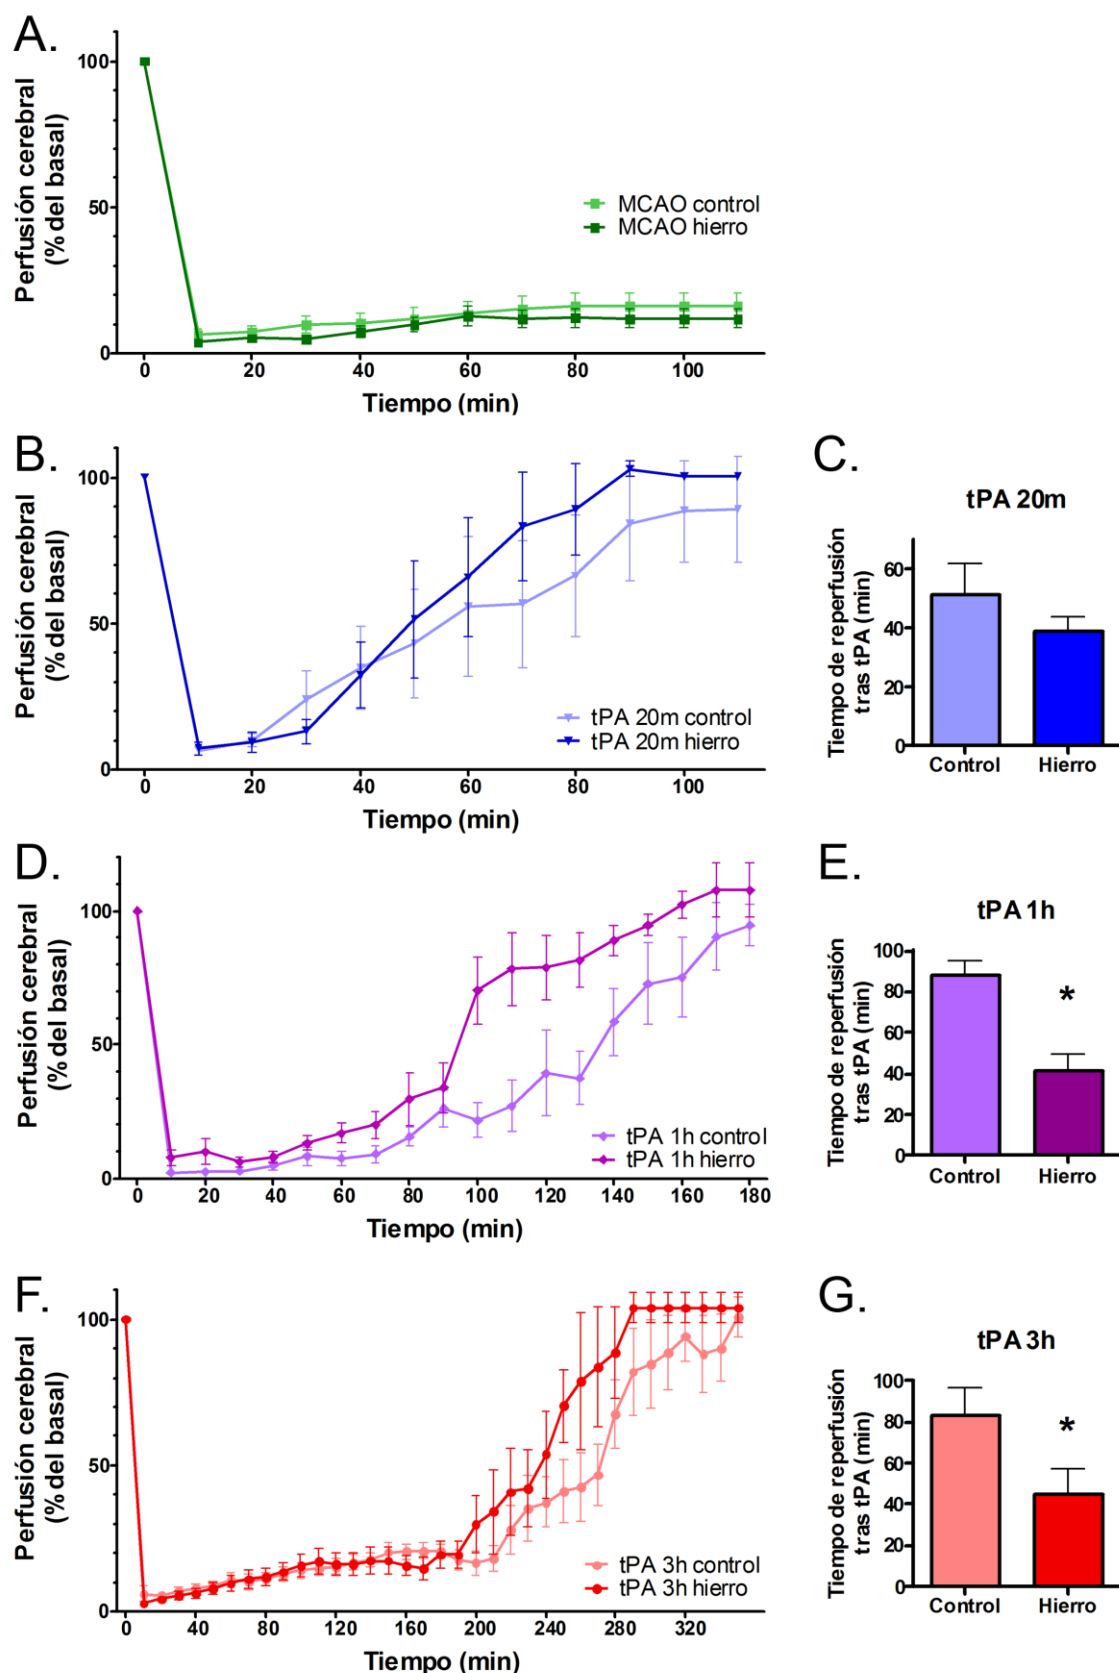 A.
Perfusión cerebral
(% del basal)
100
50
0
MCAO control
MCAO hierro
0 20 40 60 80 100
Tiempo (min)
B.
Perfusión cerebral
(% del basal)
100
50
0
tPA 20m control
tPA 20m hierro
0 20 40 60 80 100
Tiempo (min)
C.
tPA 20m
Tiempo de reperfusión
tras tPA (min)
60
40
20
0
Control Hierro
D.
Perfusión cerebral
(% del basal)
100
50
0
tPA 1h control
tPA 1h hierro
0 20 40 60 80 100 120 140 160 180
Tiempo (min)
E.
tPA 1h
Tiempo de reperfusión
tras tPA (min)
100
80
60
40
20
0
*
Control Hierro
F.
Perfusión cerebral
(% del basal)
100
50
0
tPA 3h control
tPA 3h hierro
0 40 80 120 160 200 240 280 320
Tiempo (min)
G.
tPA 3h
Tiempo de reperfusión
tras tPA (min)
100
80
60
40
20
0
*
Control Hierro